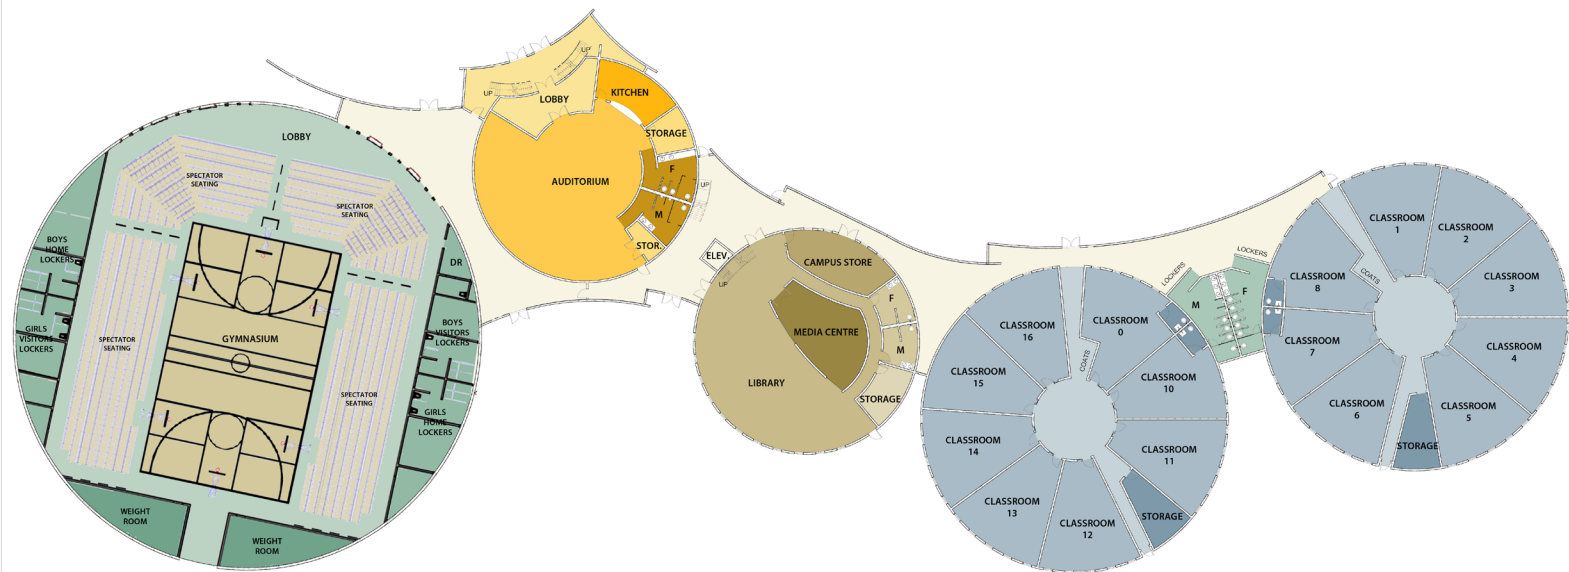 LOBBY
SPECTATOR
SEATING
SPECTATOR
SEATING
BOYS
HOME
LOCKERS
GIRLS
VISITORS
LOCKERS
SPECTATOR
SEATING
GYMNASIUM
SPECTATOR
SEATING
DR
BOYS
VISITORS
LOCKERS
GIRLS
HOME
LOCKERS
WEIGHT
ROOM
WEIGHT
ROOM
UP
UP
LOBBY
KITCHEN
STORAGE
AUDITORIUM
F
M
UP
STOR.
ELEV.
UP
CAMPUS STORE
F
MEDIA CENTRE
M
LIBRARY
STORAGE
CLASSROOM
16
CLASSROOM
0
COATS
CLASSROOM
15
CLASSROOM
10
CLASSROOM
14
CLASSROOM
11
CLASSROOM
13
CLASSROOM
12
STORAGE
LOCKERS
LOCKERS
M
F
CLASSROOM
1
CLASSROOM
2
CLASSROOM
8
COATS
CLASSROOM
3
CLASSROOM
7
CLASSROOM
4
CLASSROOM
6
CLASSROOM
5
STORAGE